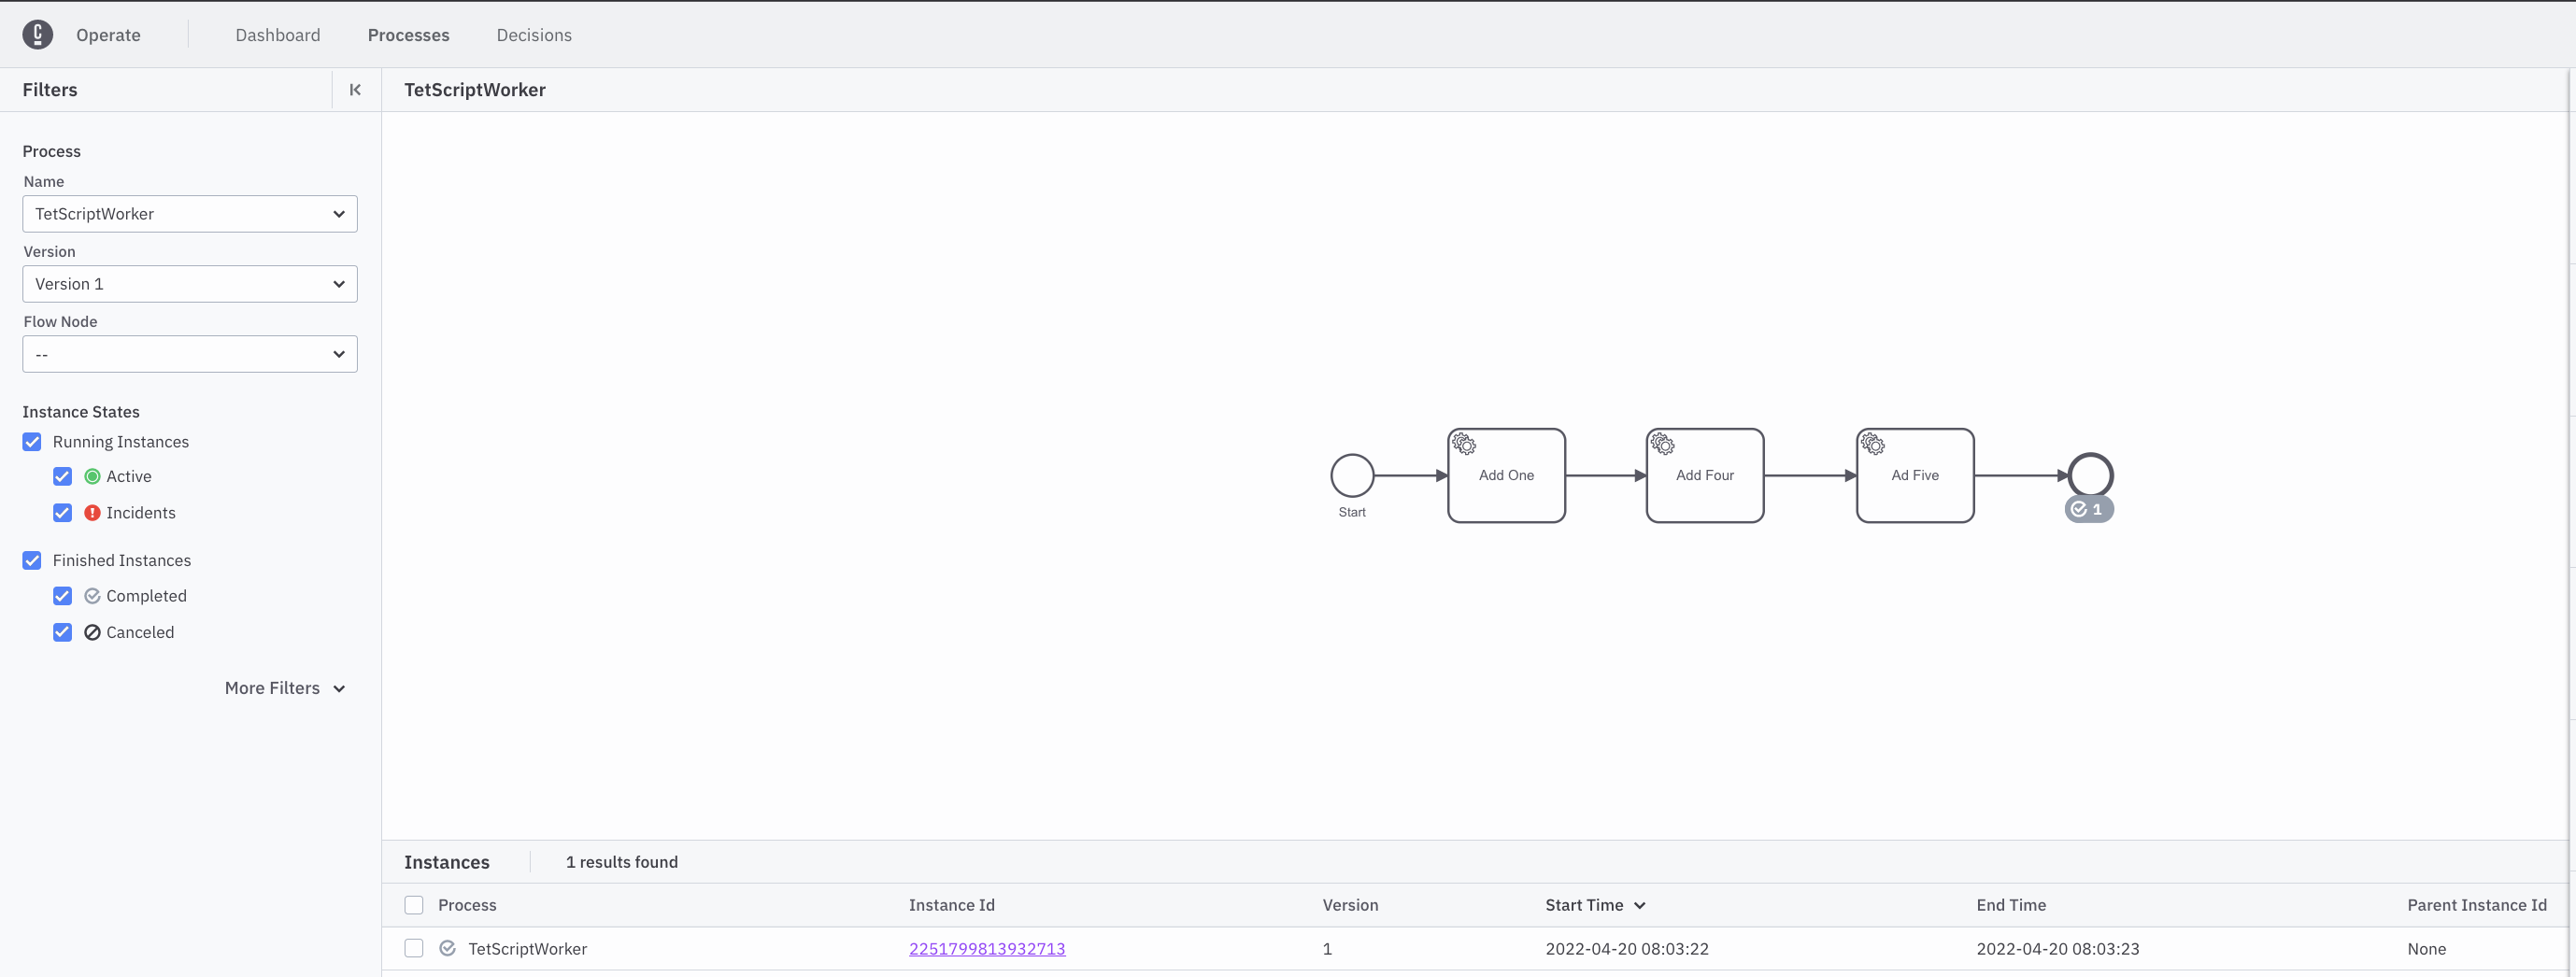 Operate Dashboard Processes Decisions
Filters
TetScriptWorker
Process
Name
TetScriptWorker
Version
Version 1
Flow Node
--
Instance States
Running Instances
Active
Incidents
Finished Instances
Completed
Canceled
More Filters
Start
Add One
Add Four
Ad Five
1
Instances 1 results found
Process Instance Id Version Start Time End Time Parent Instance Id
TetScriptWorker 2251799813932713 1 2022-04-20 08:03:22 2022-04-20 08:03:23 None